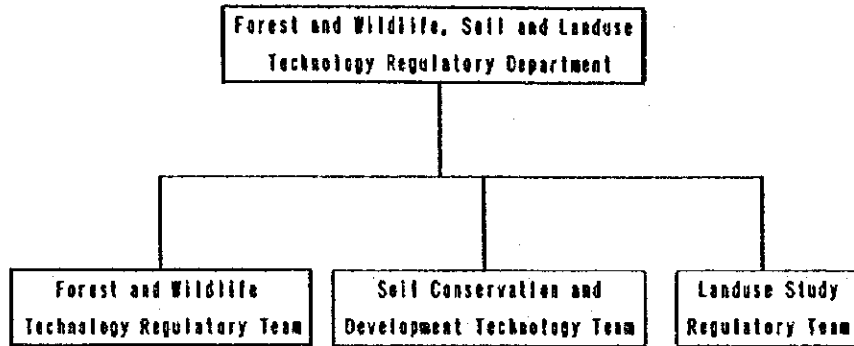 Forest and Wildlife, Soil and Landuse
Technology Regulatory Department
Forest and Wildlife
Technology Regulatory Team
Soil Conservation and
Development Technology Team
Landuse Study
Regulatory Team